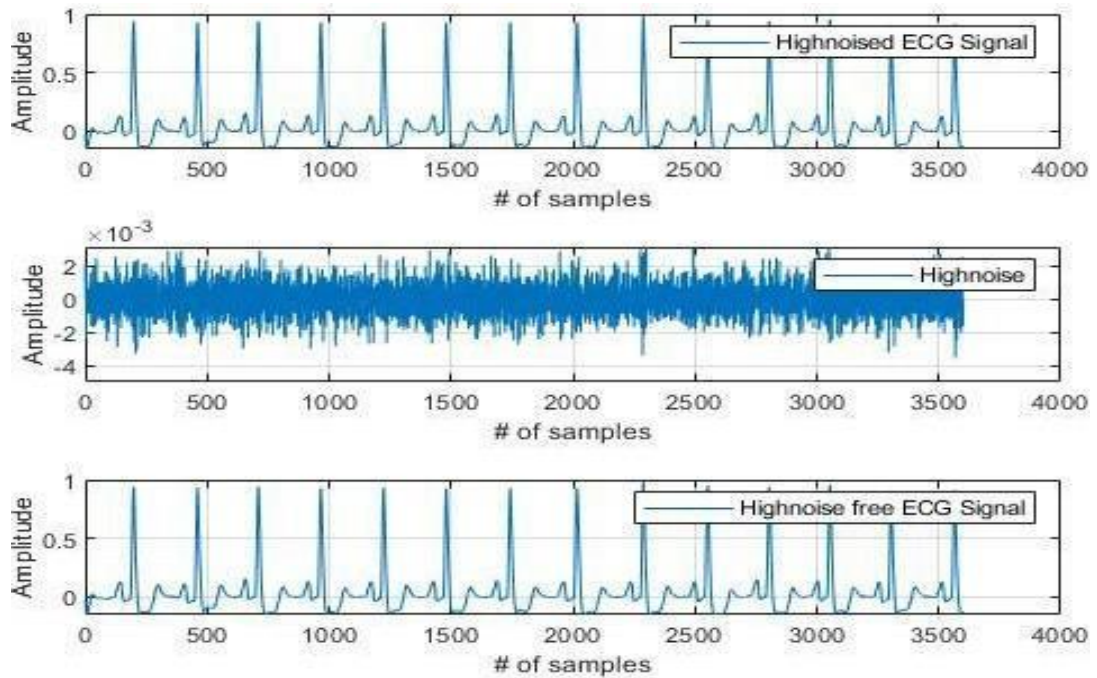 1
0.5
0
Amplitude
Highnoised ECG Signal
0 500 1000 1500 2000 2500 3000 3500 4000
# of samples
×10⁻³
2
0
-2
-4
Amplitude
Highnoise
0 500 1000 1500 2000 2500 3000 3500 4000
# of samples
1
0.5
0
Amplitude
Highnoise free ECG Signal
0 500 1000 1500 2000 2500 3000 3500 4000
# of samples